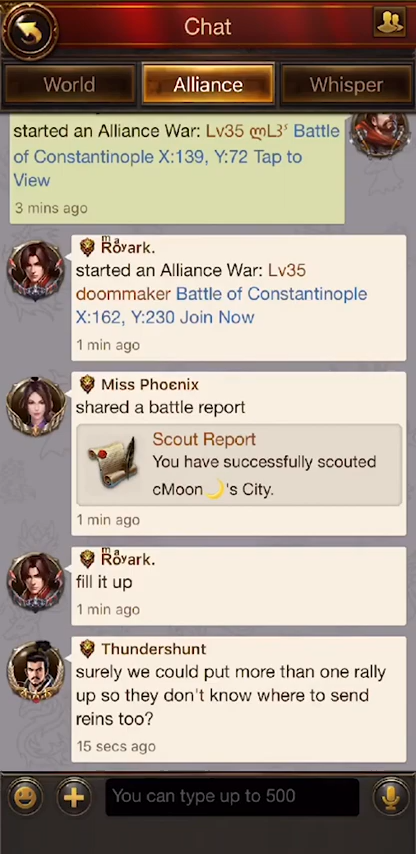 Chat
World
Alliance
Whisper
started an Alliance War: Lv35 ლL3ˢ Battle
of Constantinople X:139, Y:72 Tap to
View
3 mins ago
Royark.
started an Alliance War: Lv35
doommaker Battle of Constantinople
X:162, Y:230 Join Now
1 min ago
Miss Phoenix
shared a battle report
Scout Report
You have successfully scouted
cMoon🌙's City.
1 min ago
Royark.
fill it up
1 min ago
Thundershunt
surely we could put more than one rally
up so they don't know where to send
reins too?
15 secs ago
You can type up to 500